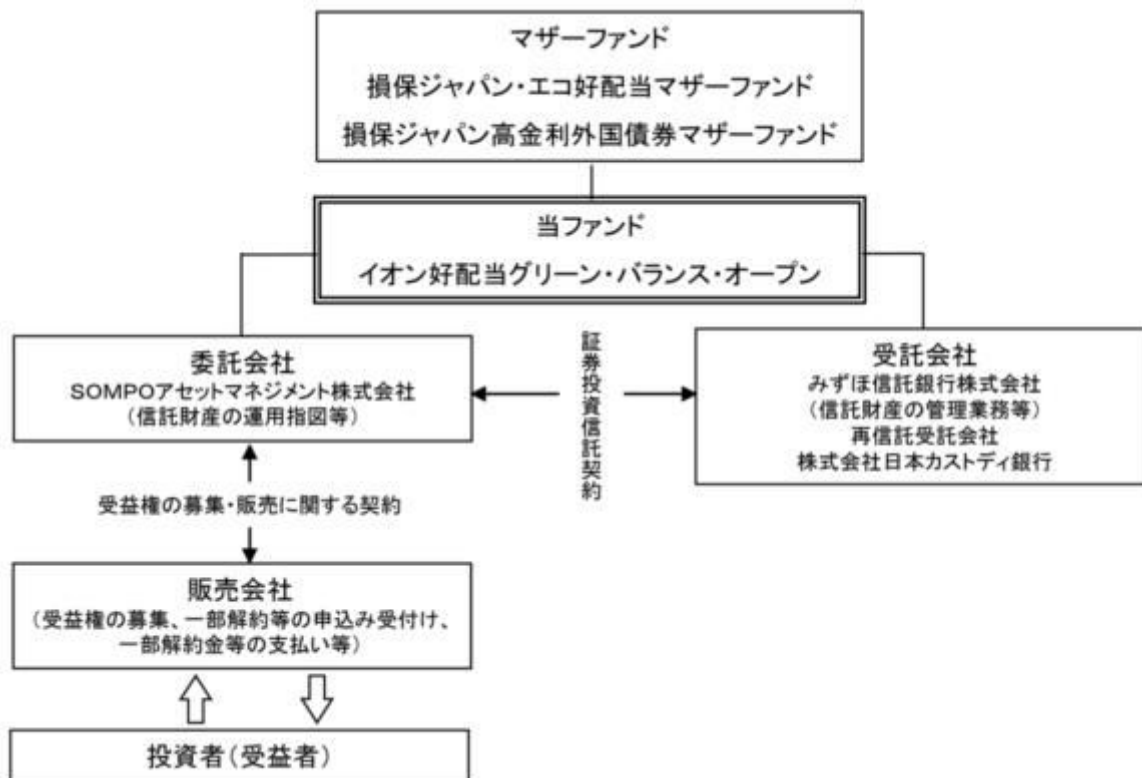 マザーファンド
損保ジャパン・エコ好配当マザーファンド
損保ジャパン高金利外国債券マザーファンド
当ファンド
イオン好配当グリーン・バランス・オープン
委託会社
SOMPOアセットマネジメント株式会社
(信託財産の運用指図等)
証券投資信託契約
受託会社
みずほ信託銀行株式会社
(信託財産の管理業務等)
再信託受託会社
株式会社日本カストディ銀行
受益権の募集・販売に関する契約
販売会社
(受益権の募集、一部解約等の申込み受付け、
一部解約金等の支払い等)
投資者(受益者)